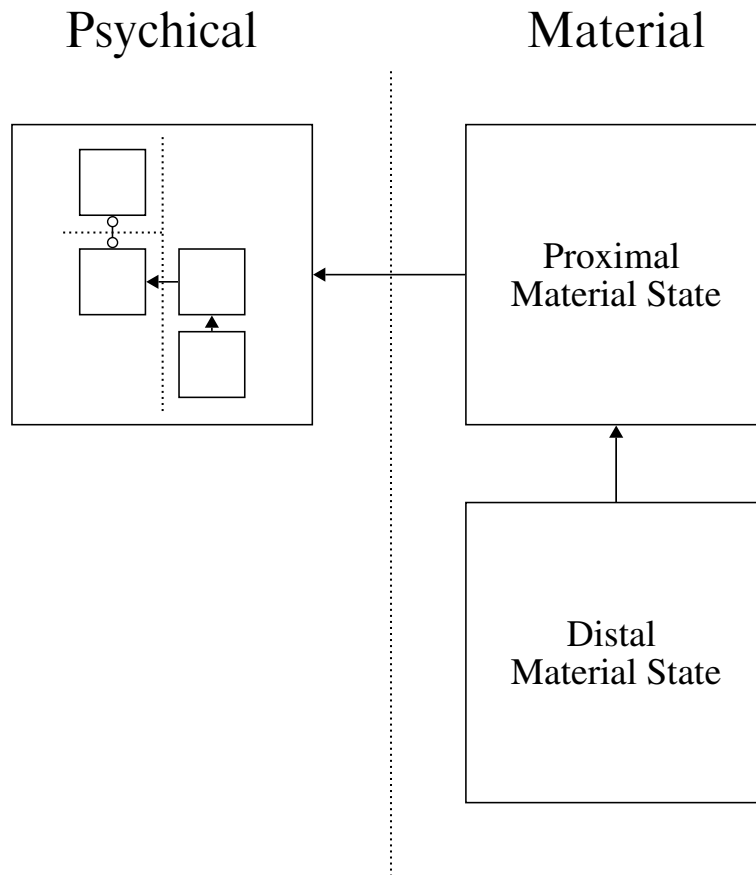 Psychical
Material
Proximal
Material State
Distal
Material State